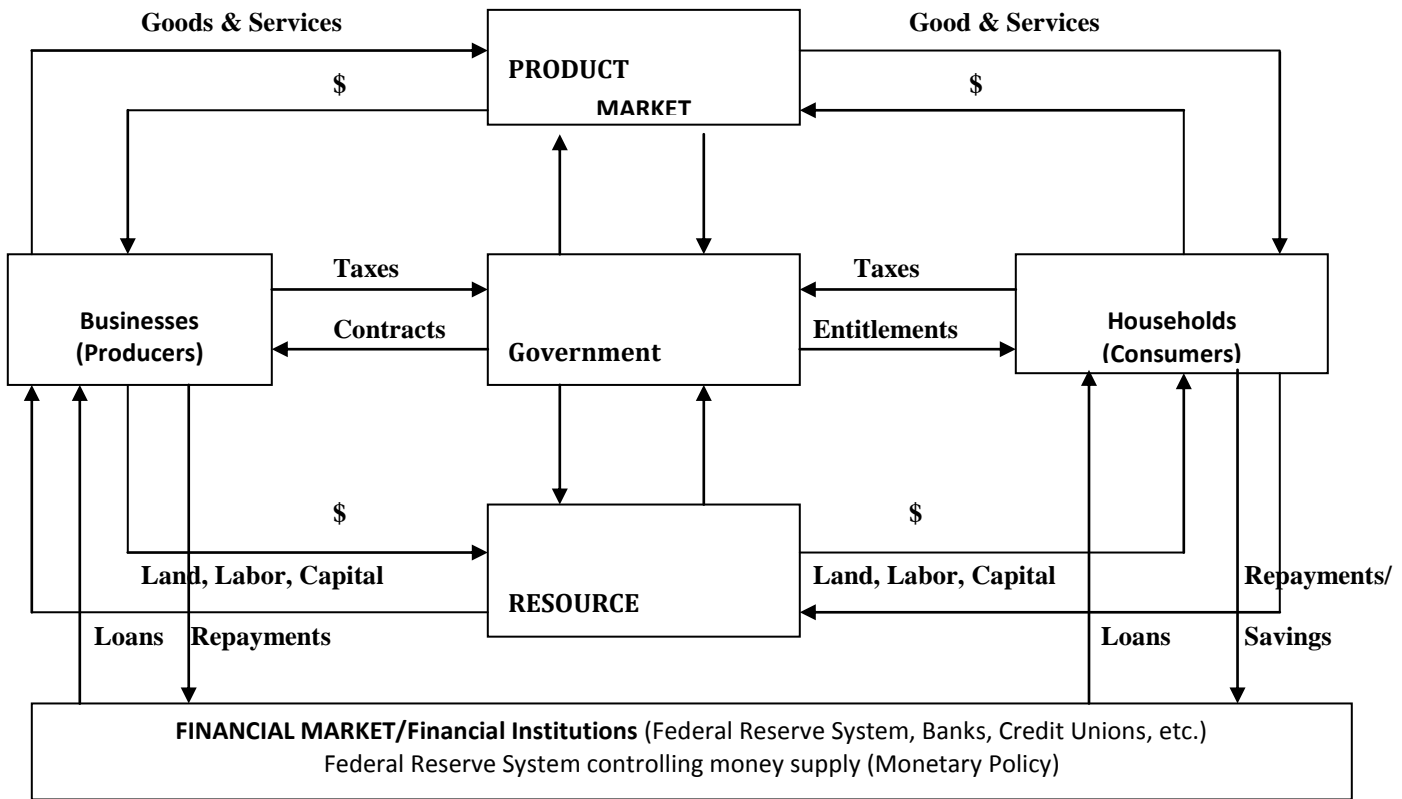 Goods & Services
Good & Services
PRODUCT
$
$
MARKET
Taxes
Taxes
Businesses
(Producers)
Contracts
Government
Entitlements
Households
(Consumers)
$
$
Land, Labor, Capital
Land, Labor, Capital
Repayments/
RESOURCE
Loans
Repayments
Loans
Savings
FINANCIAL MARKET/Financial Institutions (Federal Reserve System, Banks, Credit Unions, etc.)
Federal Reserve System controlling money supply (Monetary Policy)